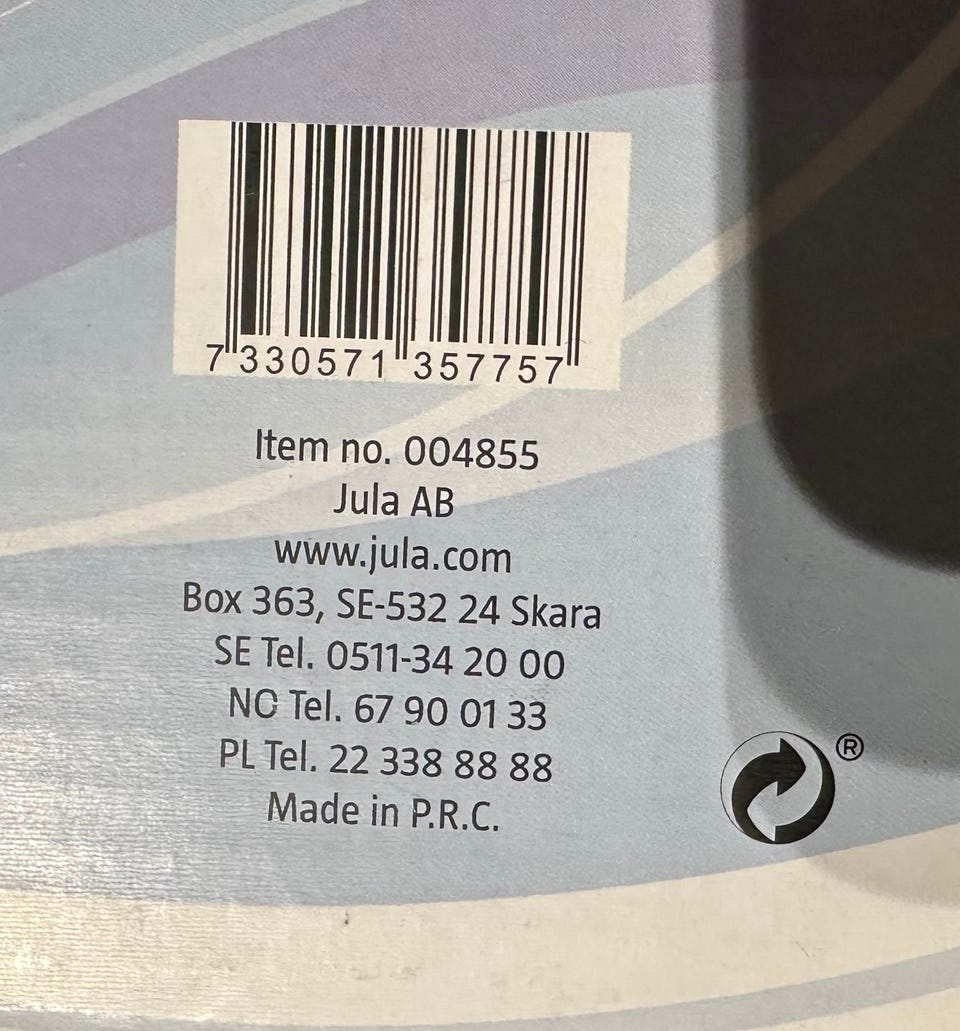 7 330571 357757
Item no. 004855
Jula AB
www.jula.com
Box 363, SE-532 24 Skara
SE Tel. 0511-34 20 00
NO Tel. 67 90 01 33
PL Tel. 22 338 88 88
Made in P.R.C.
®